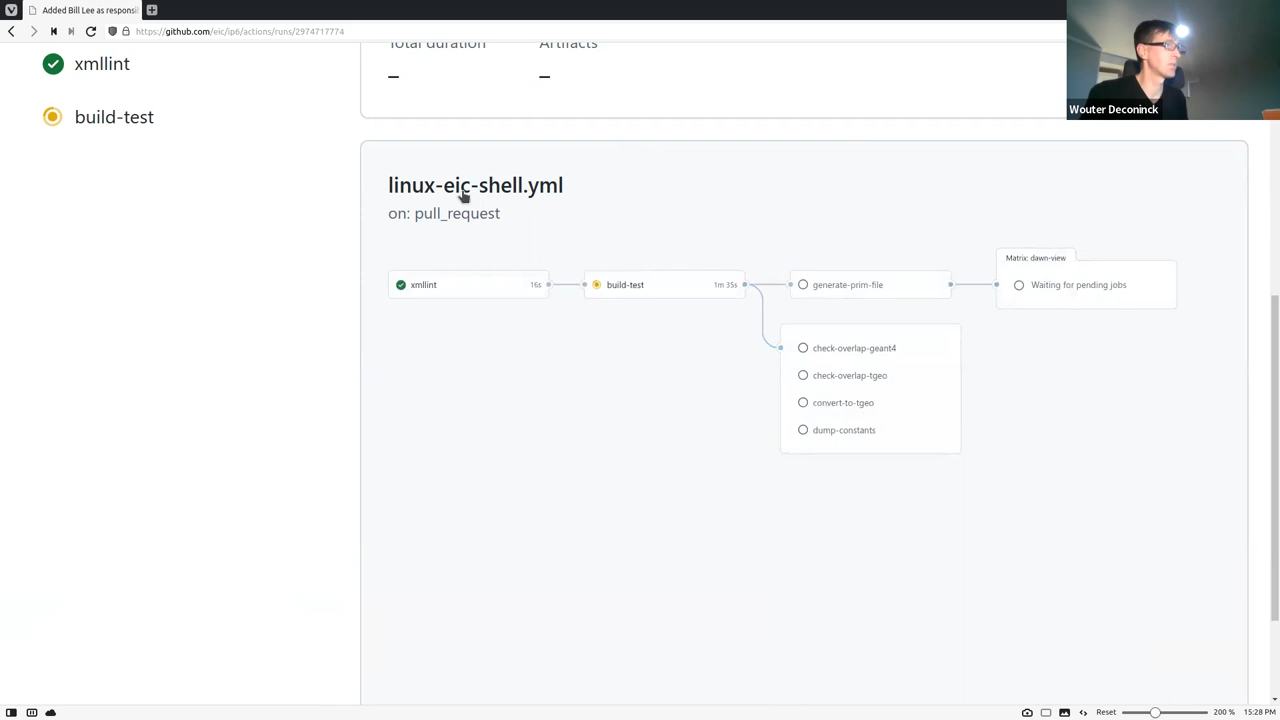 Added Bill Lee as responsi
https://github.com/eic/ip6/actions/runs/2974717774
xmllint
build-test
Total duration
Artifacts
–
–
Wouter Deconinck
linux-eic-shell.yml
on: pull_request
xmllint
16s
build-test
1m 35s
generate-prim-file
Matrix: dawn-view
Waiting for pending jobs
check-overlap-geant4
check-overlap-tgeo
convert-to-tgeo
dump-constants
Reset
200 %
15:28 PM